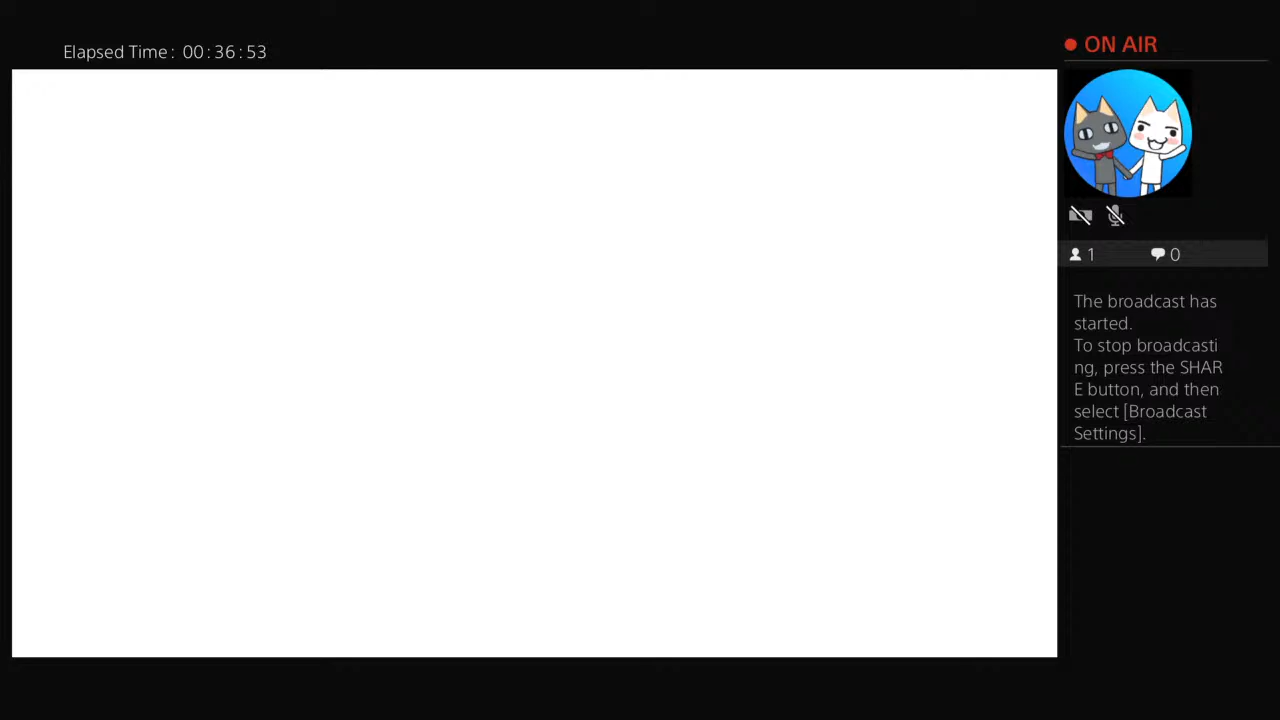 Elapsed Time: 00:36:53
ON AIR
1 0
The broadcast has
started.
To stop broadcasti
ng, press the SHAR
E button, and then
select [Broadcast
Settings].